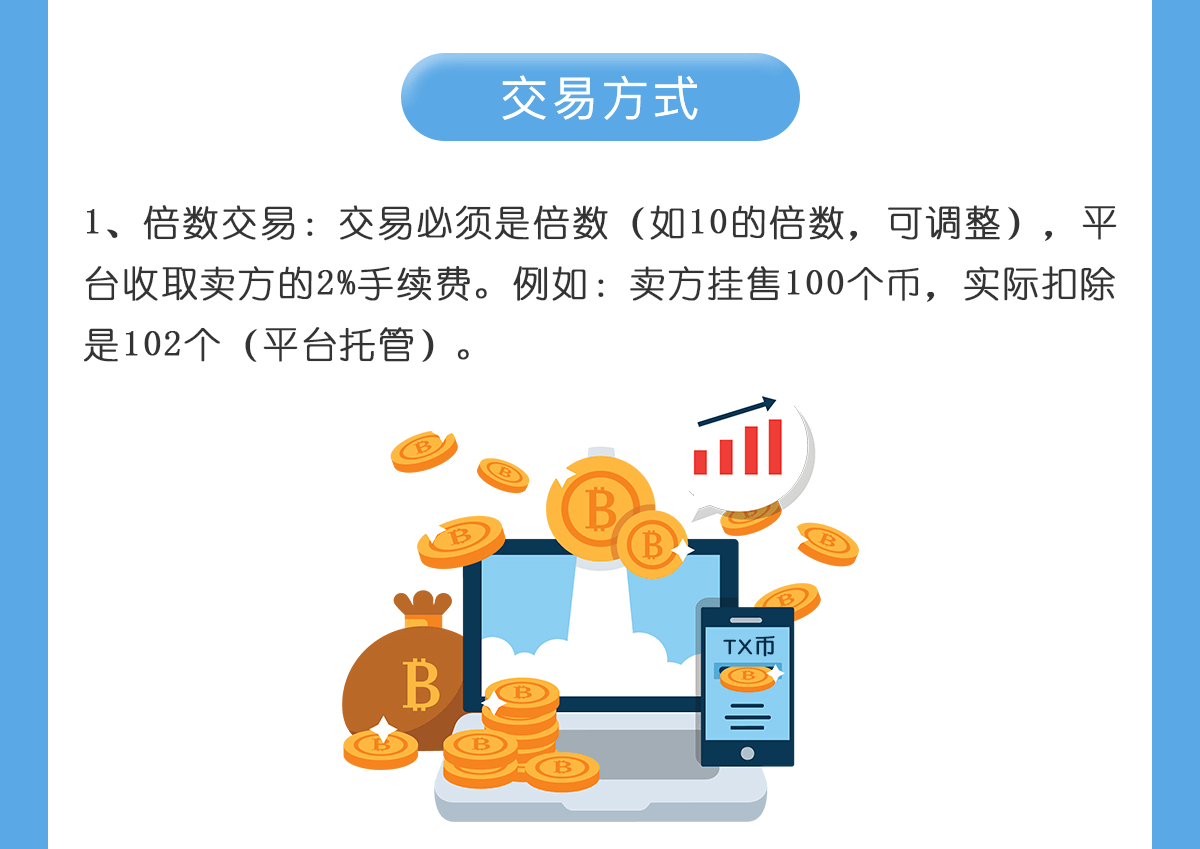 交易方式
1、倍数交易：交易必须是倍数（如10的倍数，可调整），平
台收取卖方的2%手续费。例如：卖方挂售100个币，实际扣除
是102个（平台托管）。
TX币